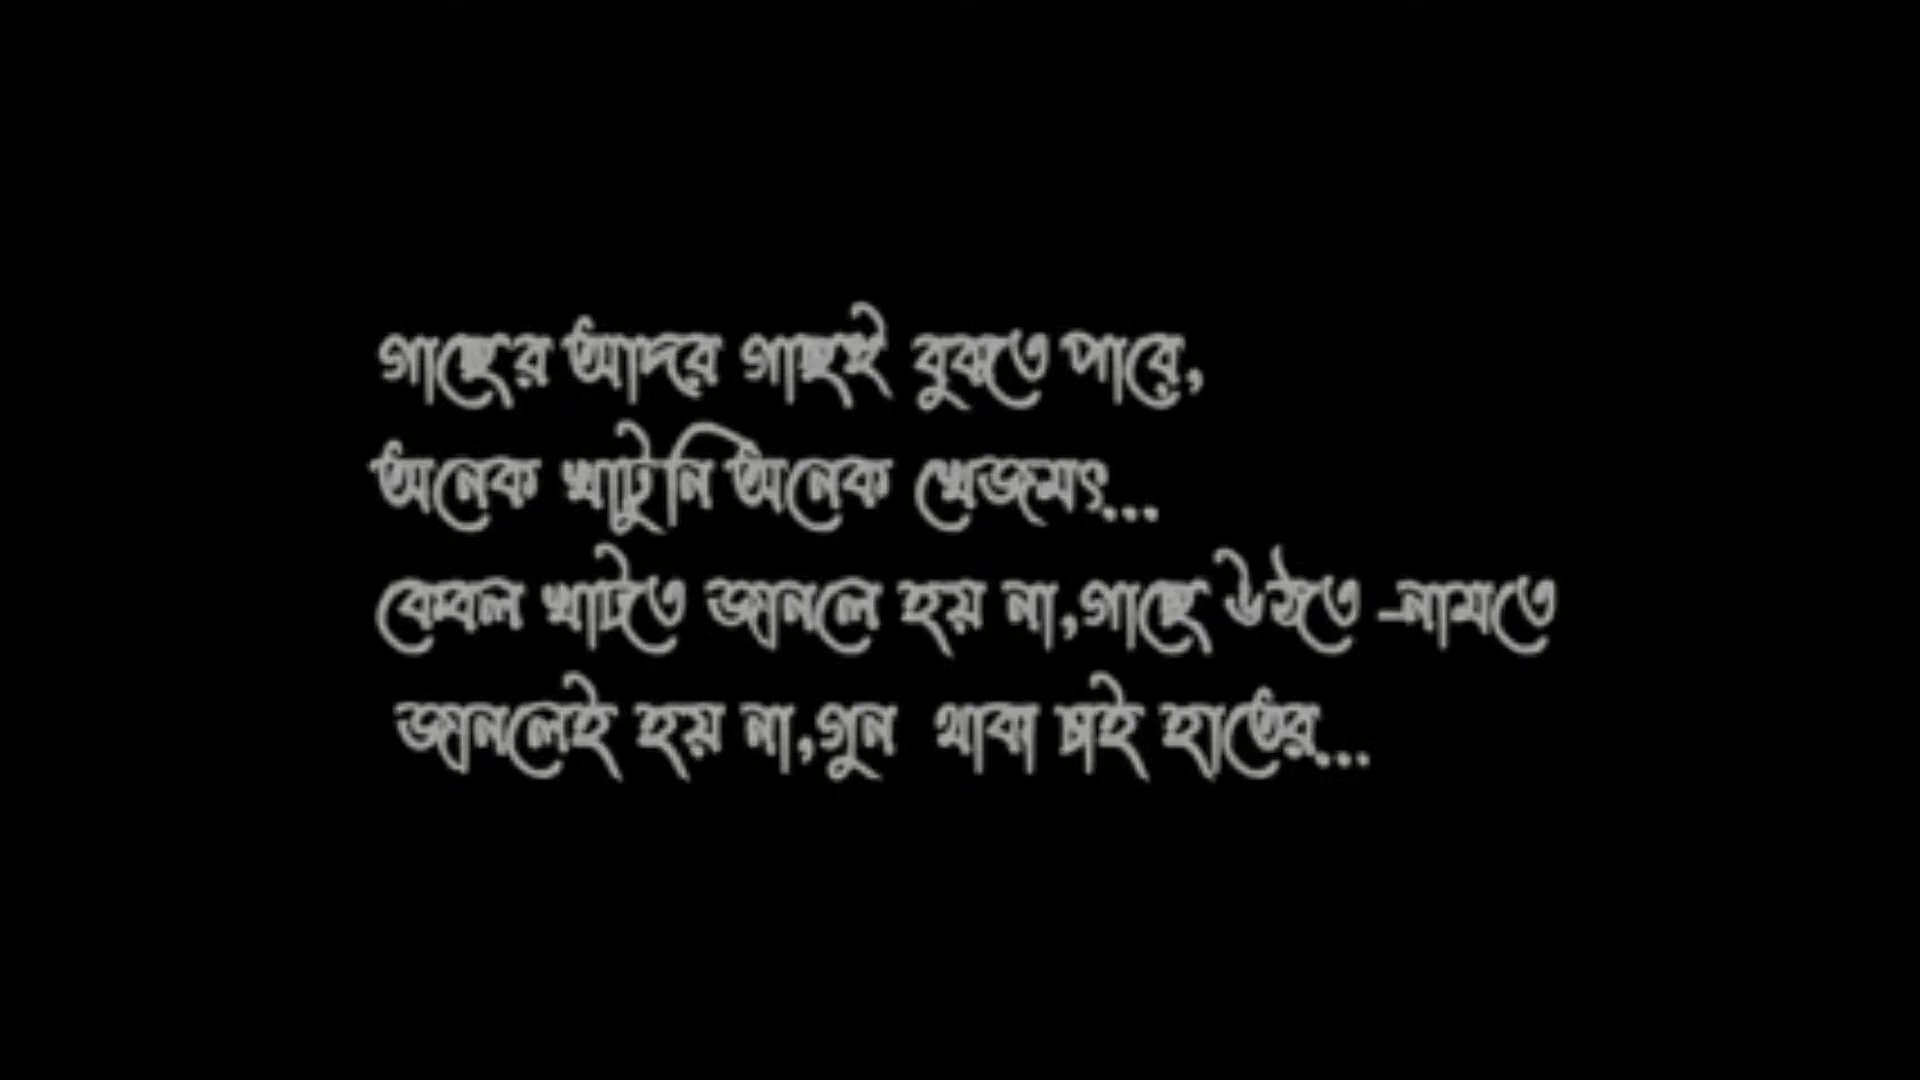 গাছের আদর গাছই বুঝতে পারে,
অনেক খাটুনি অনেক খেজমৎ...
কেবল খাটতে জানলে হয় না,গাছে উঠতে -নামতে
জানলেই হয় না,গুন থাকা চাই হাতের...